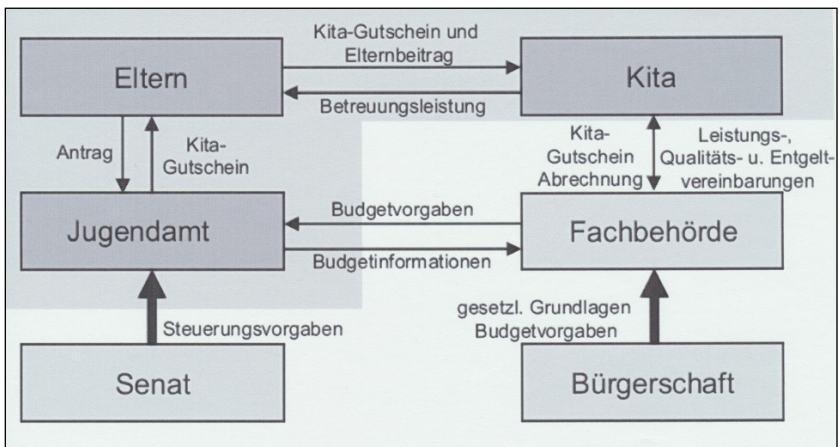 Kita-Gutschein und
Elternbeitrag
Eltern
Kita
Betreuungsleistung
Antrag
Kita-
Gutschein
Kita-
Gutschein
Abrechnung
Leistungs-,
Qualitäts- u. Entgelt-
vereinbarungen
Jugendamt
Budgetvorgaben
Fachbehörde
Budgetinformationen
Steuerungsvorgaben
gesetzl. Grundlagen
Budgetvorgaben
Senat
Bürgerschaft